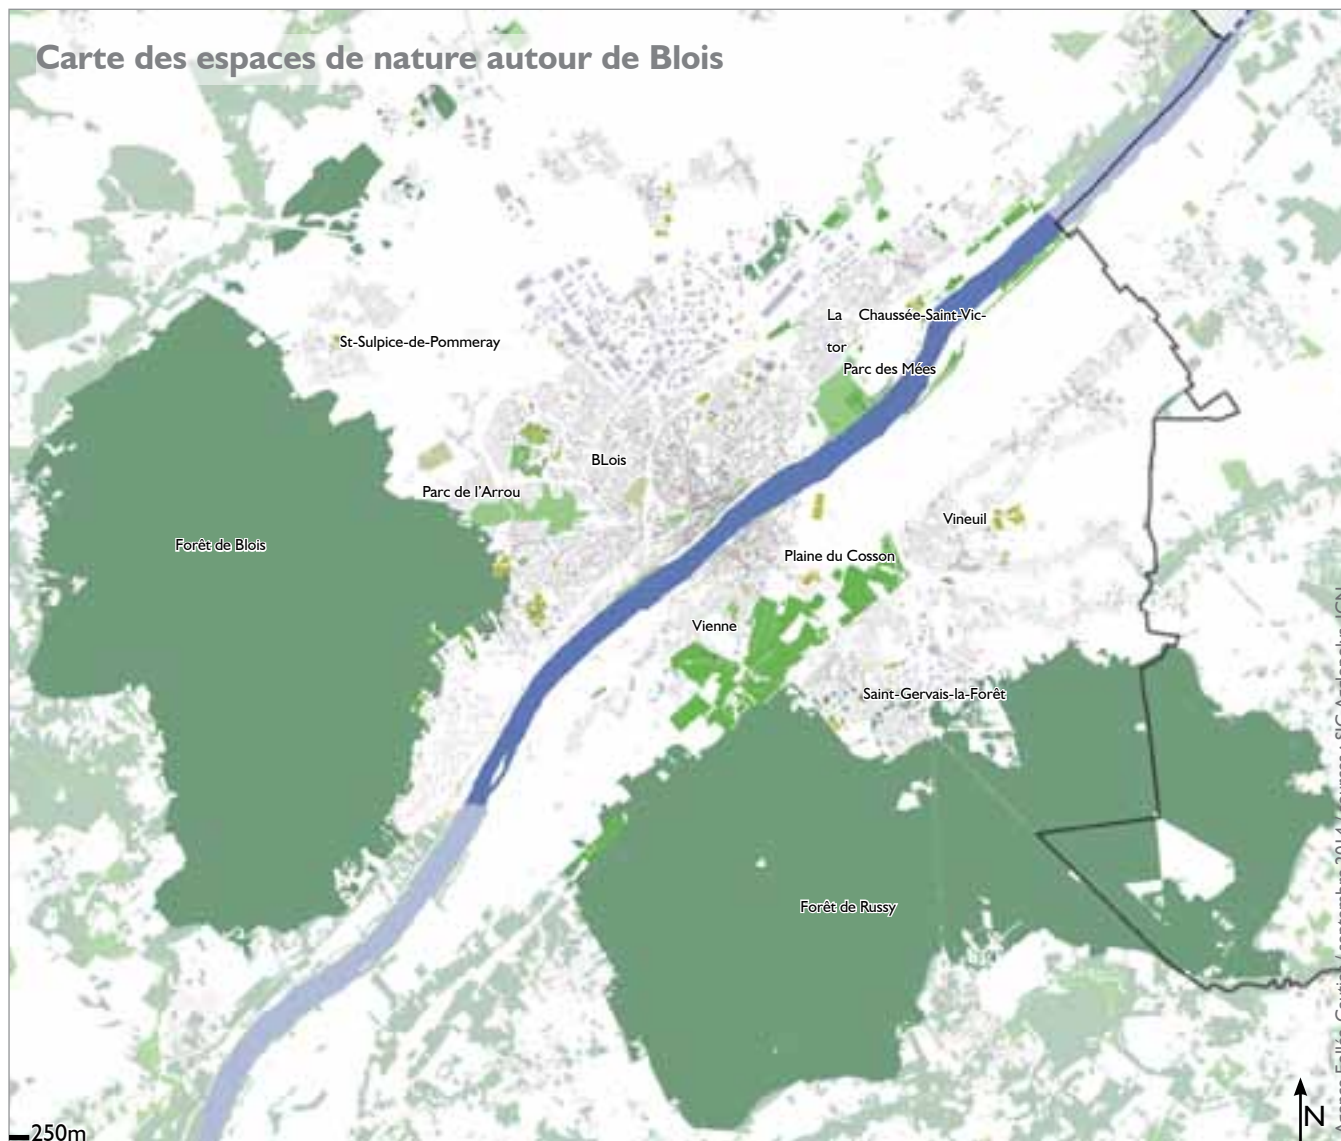 Carte des espaces de nature autour de Blois
La Chaussée-Saint-Vic-
tor
St-Sulpice-de-Pommeray
Parc des Mées
BLois
Parc de l'Arrou
Vineuil
Forêt de Blois
Plaine du Cosson
Vienne
Saint-Gervais-la-Forêt
Forêt de Russy
N
250m